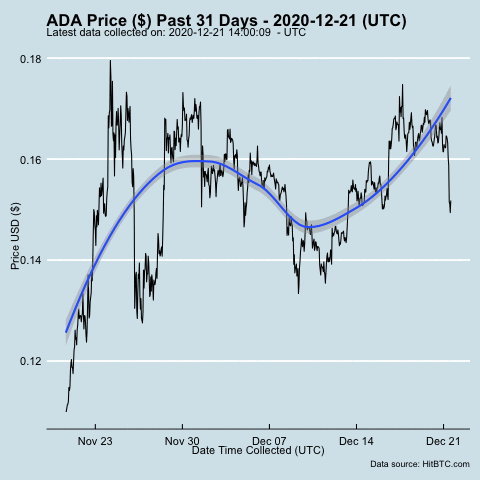 ADA Price ($) Past 31 Days - 2020-12-21 (UTC)
Latest data collected on: 2020-12-21 14:00:09  - UTC
0.18
0.16
0.14
0.12
Price USD ($)
Nov 23
Nov 30
Dec 07
Dec 14
Dec 21
Date Time Collected (UTC)
Data source: HitBTC.com